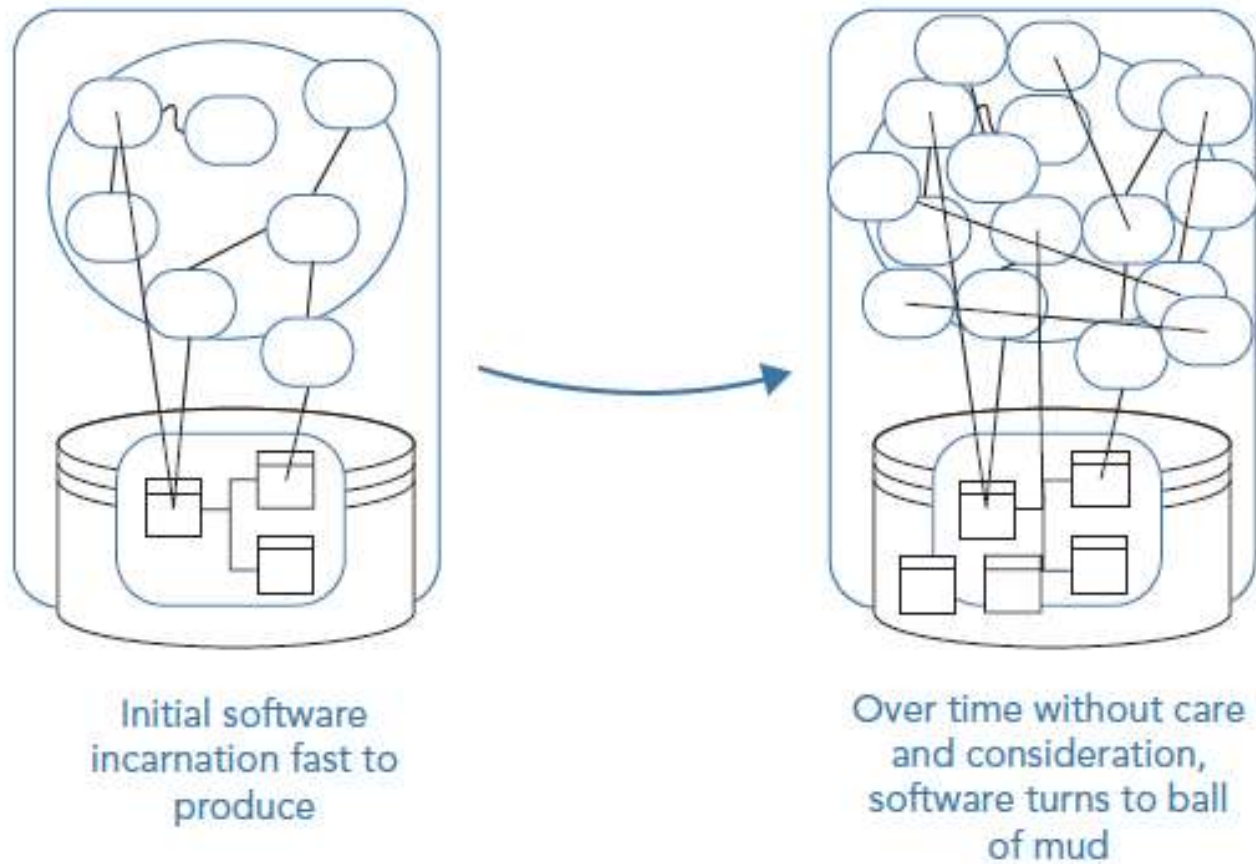 Initial software
incarnation fast to
produce
Over time without care
and consideration,
software turns to ball
of mud